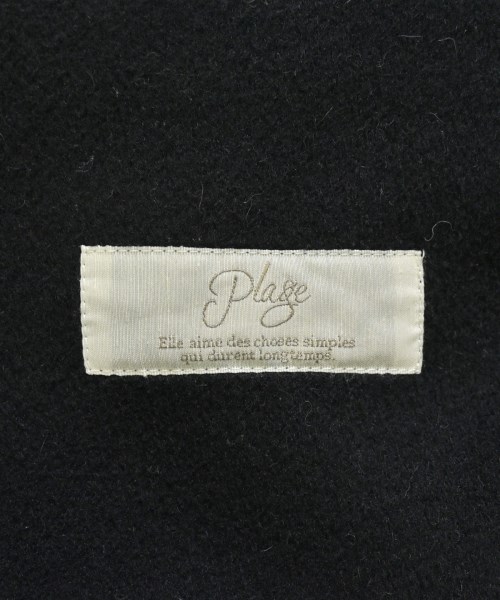 Plage
Elle aime des choses simples
qui durent longtemps.